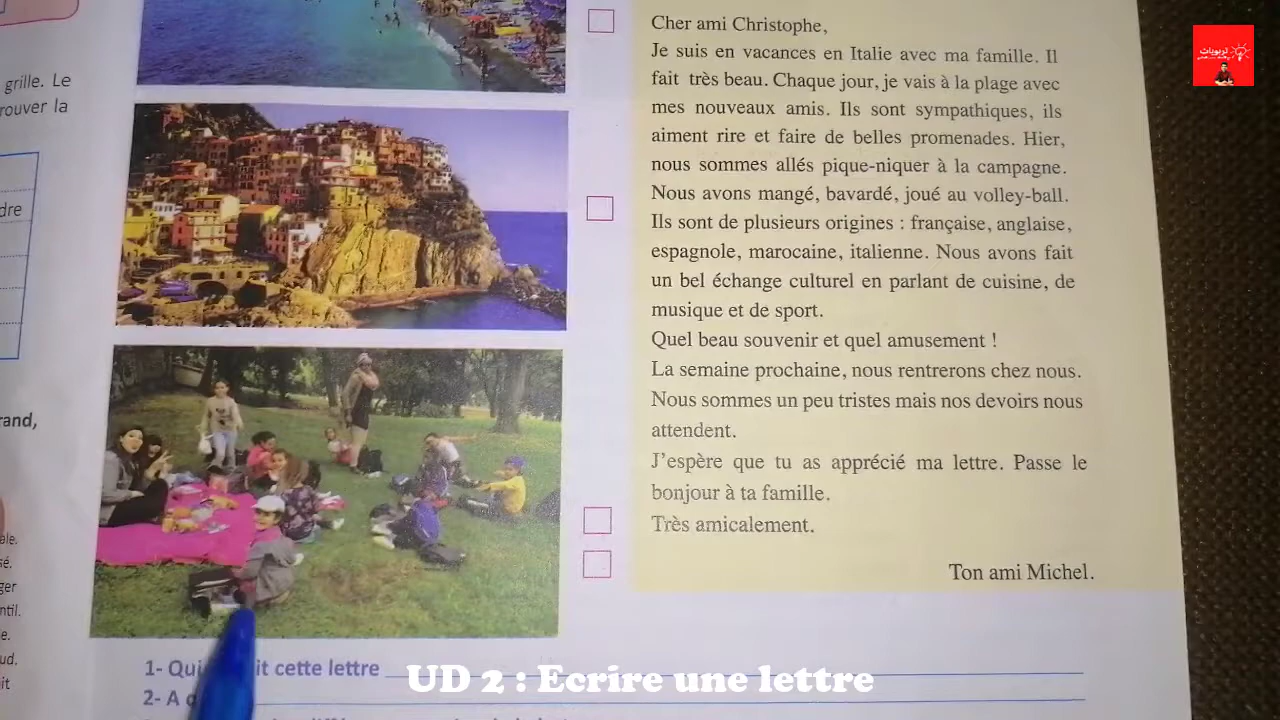 grille. Le
rouver la
dre
rand,
ale.
sé.
ger
ntil.
e.
ud,
it
Cher ami Christophe,
Je suis en vacances en Italie avec ma famille. Il
fait très beau. Chaque jour, je vais à la plage avec
mes nouveaux amis. Ils sont sympathiques, ils
aiment rire et faire de belles promenades. Hier,
nous sommes allés pique-niquer à la campagne.
Nous avons mangé, bavardé, joué au volley-ball.
Ils sont de plusieurs origines : française, anglaise,
espagnole, marocaine, italienne. Nous avons fait
un bel échange culturel en parlant de cuisine, de
musique et de sport.
Quel beau souvenir et quel amusement !
La semaine prochaine, nous rentrerons chez nous.
Nous sommes un peu tristes mais nos devoirs nous
attendent.
J'espère que tu as apprécié ma lettre. Passe le
bonjour à ta famille.
Très amicalement.
Ton ami Michel.
1- Qui it cette lettre
2- A
UD 2 : Ecrire une lettre
تربويات